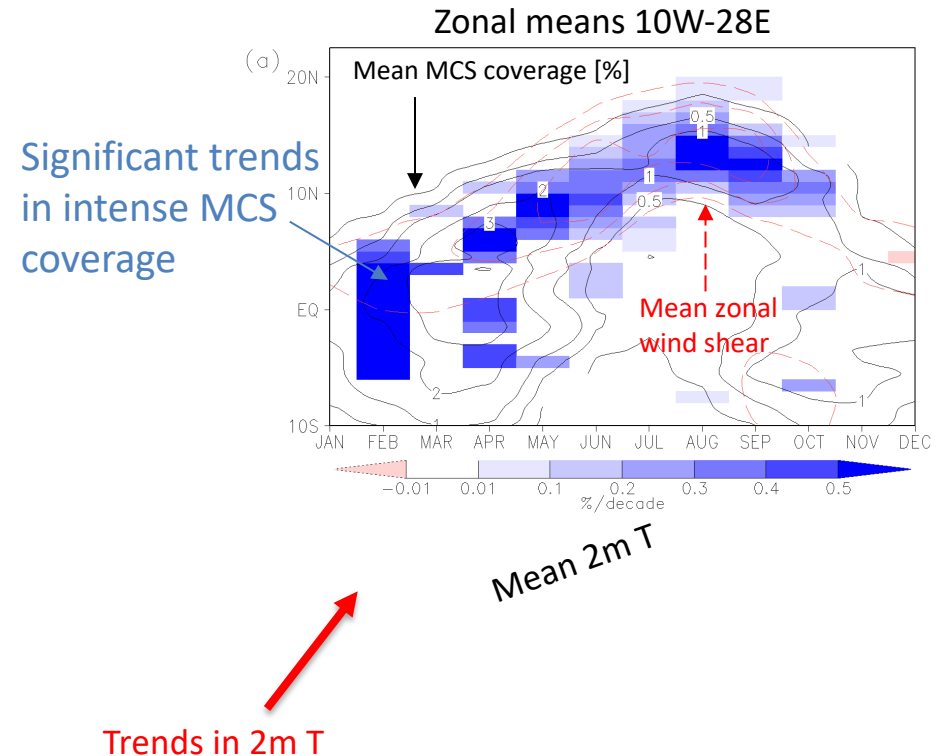 Zonal means 10W-28E
(a)
20N
Mean MCS coverage [%]
Significant trends
in intense MCS
coverage
0.5
1
10N
2
1
0.5
3
EQ
Mean zonal
wind shear
1
2
1
1
10S
JAN FEB MAR APR MAY JUN JUL AUG SEP OCT NOV DEC
−0.01 0.01 0.1 0.2 0.3 0.4 0.5
%/decade
Mean 2m T
Trends in 2m T